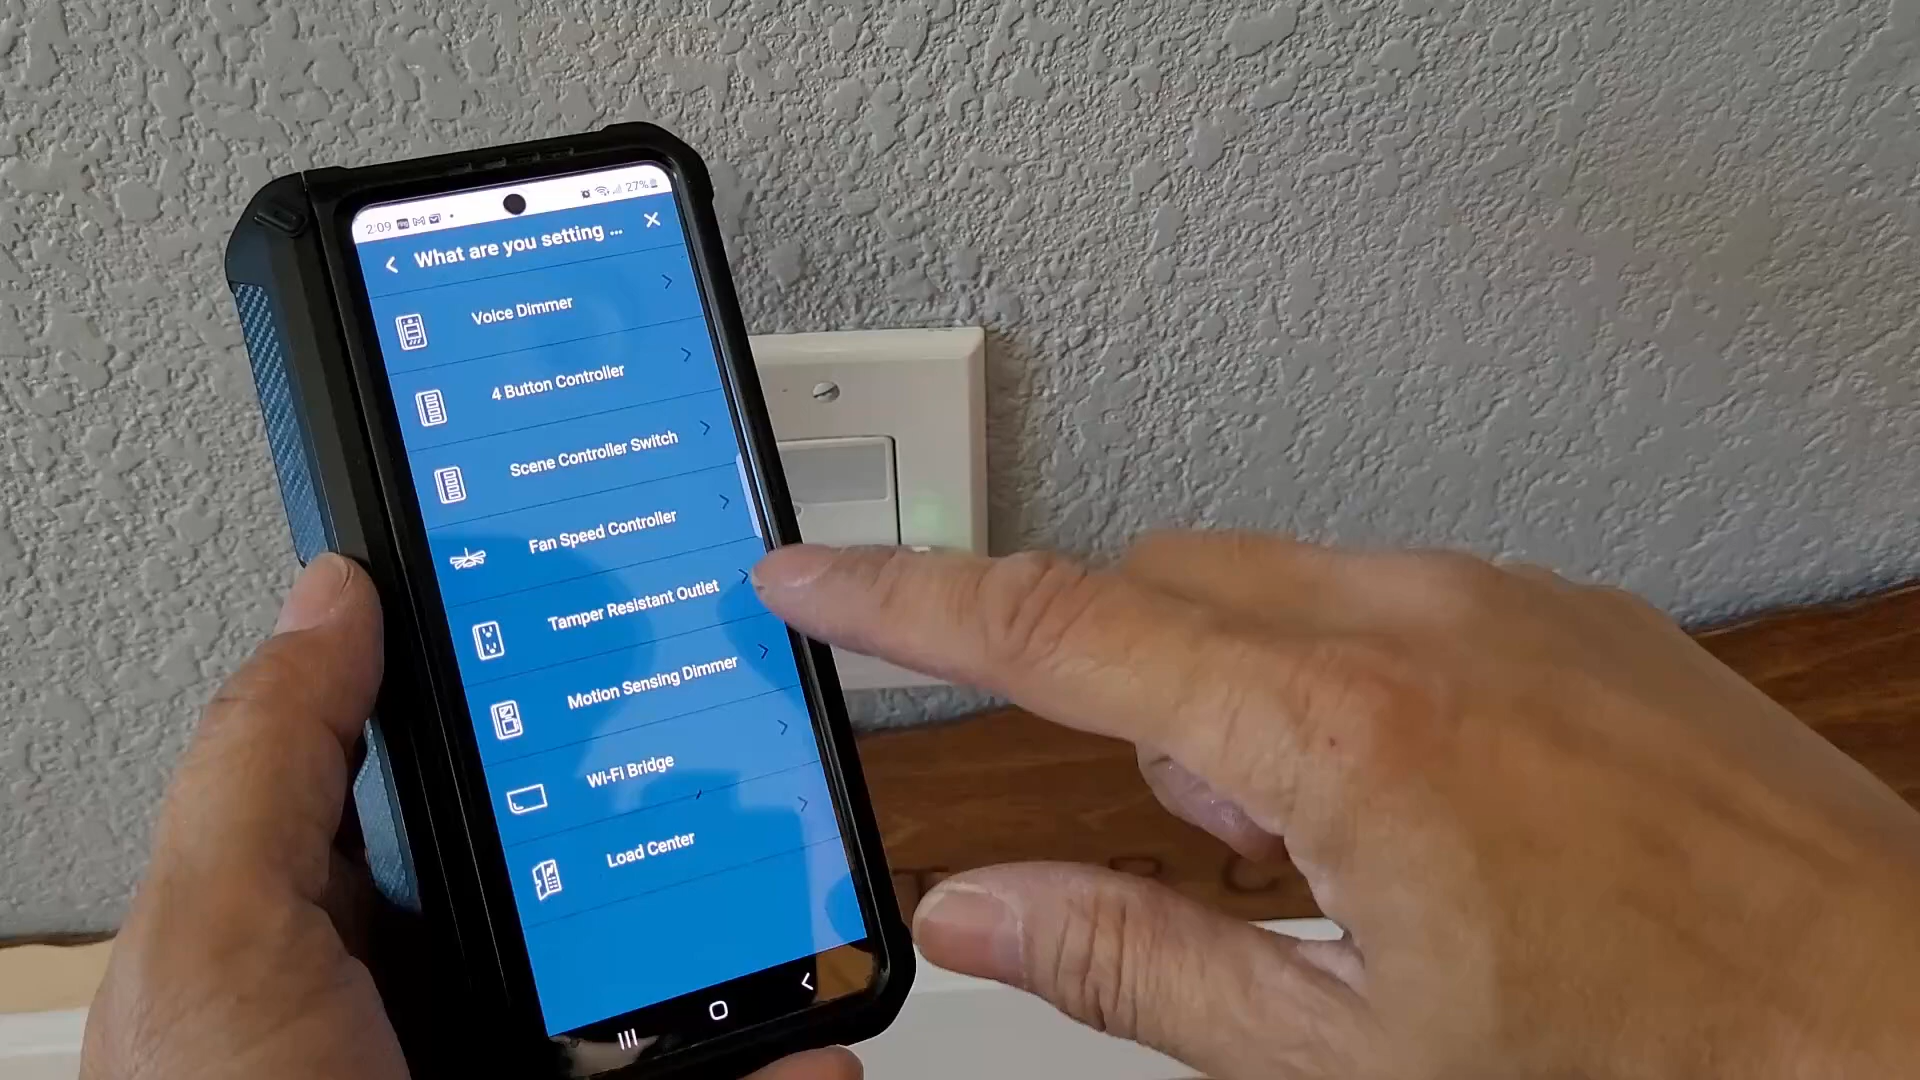 2:09
27%
What are you setting ...
Voice Dimmer
4 Button Controller
Scene Controller Switch
Fan Speed Controller
Tamper Resistant Outlet
Motion Sensing Dimmer
Wi-Fi Bridge
Load Center